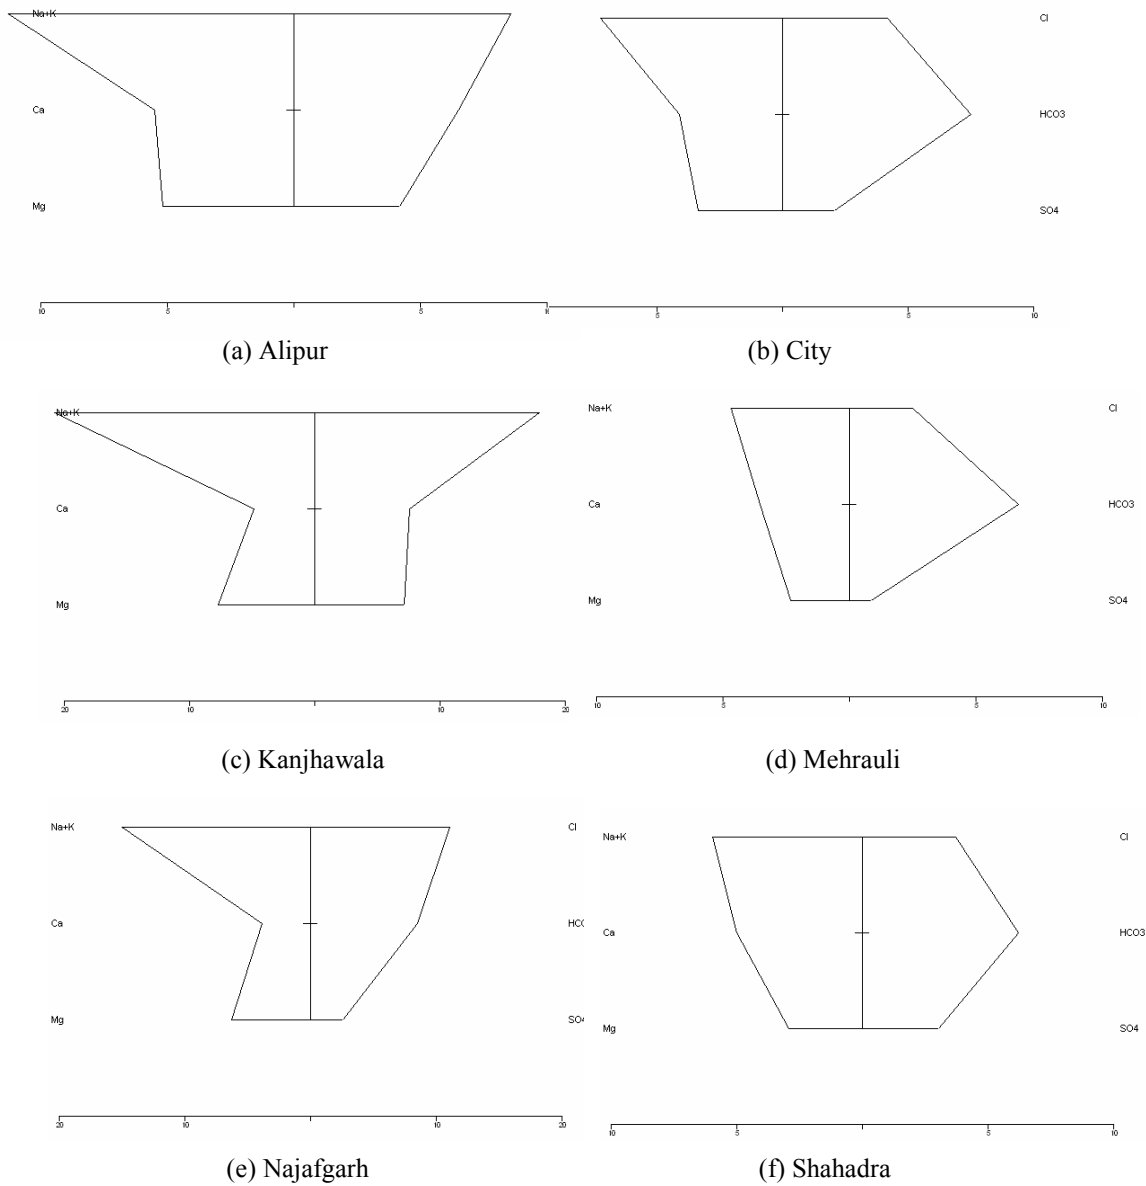 Na+K
Cl
Ca
HCO3
Mg
SO4
10 5 5 10
5 5 10
(a) Alipur
(b) City
Na+K
Na+K
Cl
Ca
Ca
HCO3
Mg
Mg
SO4
20 10 10 20
10 5 5 10
(c) Kanjhawala
(d) Mehrauli
Na+K
Cl
Na+K
Cl
Ca
HCO
Ca
HCO3
Mg
SO4
Mg
SO4
20 10 10 20
10 5 5 10
(e) Najafgarh
(f) Shahadra